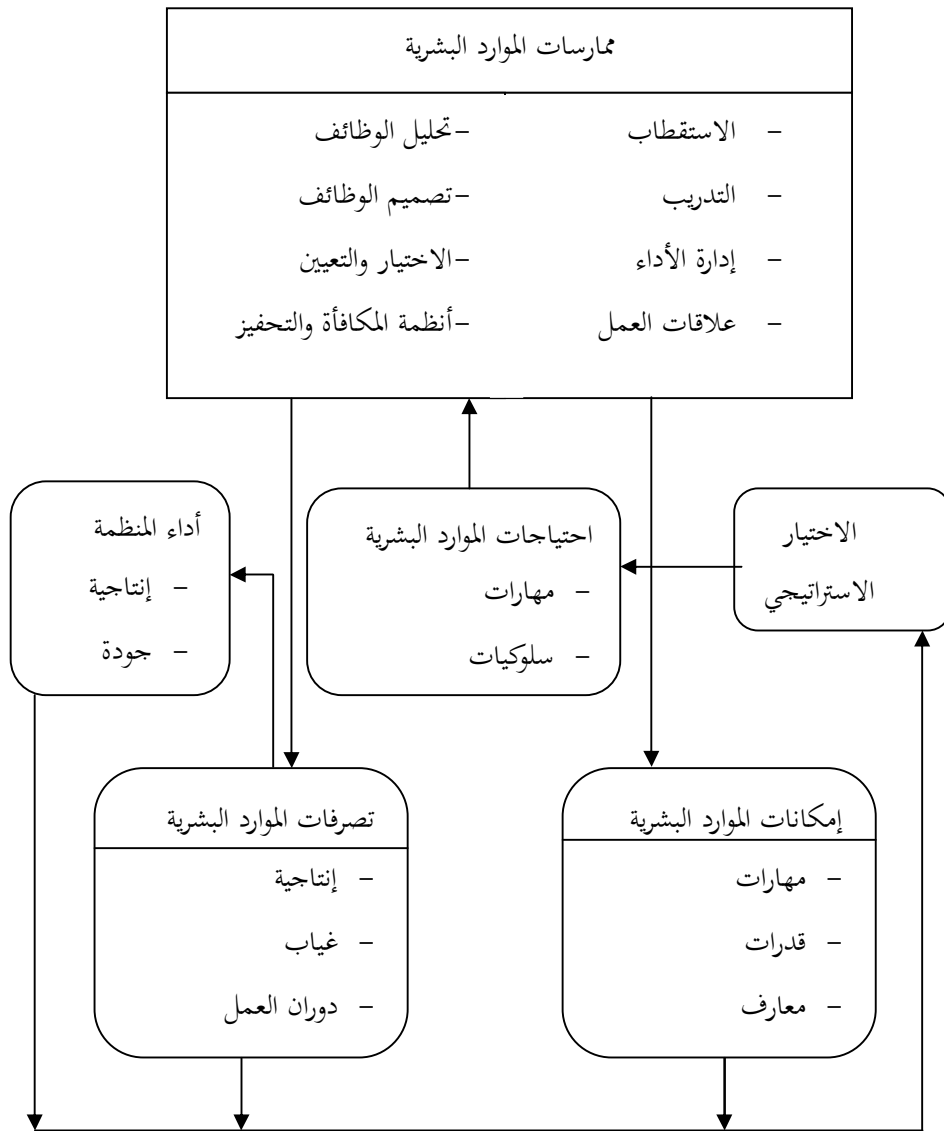 ممارسات الموارد البشرية
- الاستقطاب -تحليل الوظائف
- التدريب -تصميم الوظائف
- إدارة الأداء -الاختيار والتعيين
- علاقات العمل -أنظمة المكافأة والتحفيز
الاختيار
الاستراتيجي
احتياجات الموارد البشرية
- مهارات
- سلوكيات
أداء المنظمة
- إنتاجية
- جودة
إمكانات الموارد البشرية
- مهارات
- قدرات
- معارف
تصرفات الموارد البشرية
- إنتاجية
- غياب
- دوران العمل